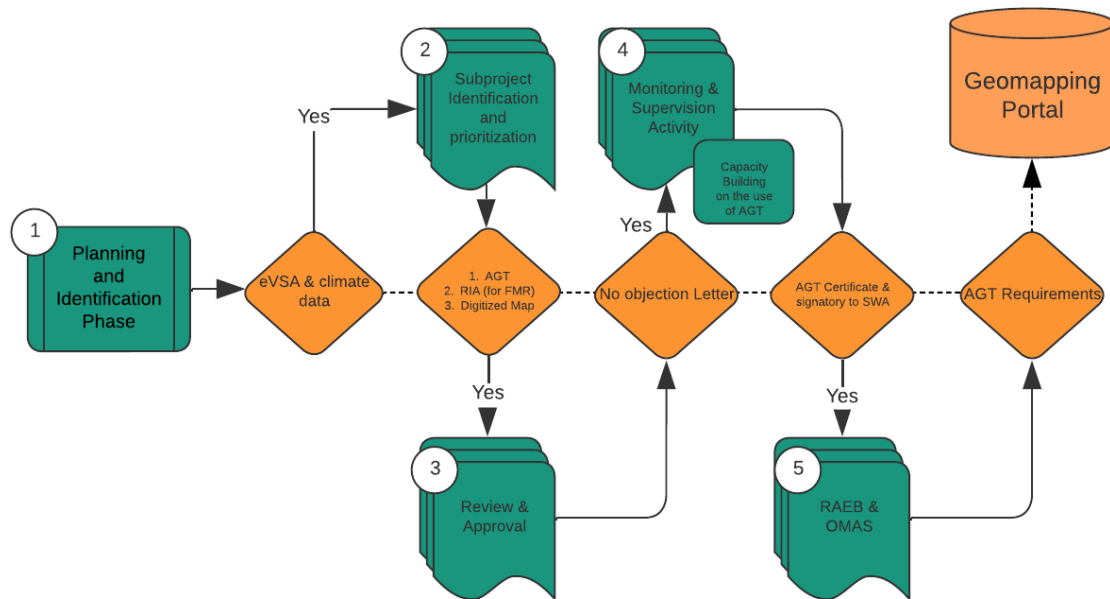 1
Planning
and
Identification
Phase
eVSA & climate
data
Yes
2
Subproject
Identification
and
prioritization
1. AGT
2. RIA (for FMR)
3. Digitized Map
Yes
3
Review &
Approval
No objection Letter
Yes
4
Monitoring &
Supervision
Activity
Capacity
Building
on the use
of AGT
AGT Certificate &
signatory to SWA
Yes
5
RAEB &
OMAS
AGT Requirements
Geomapping
Portal